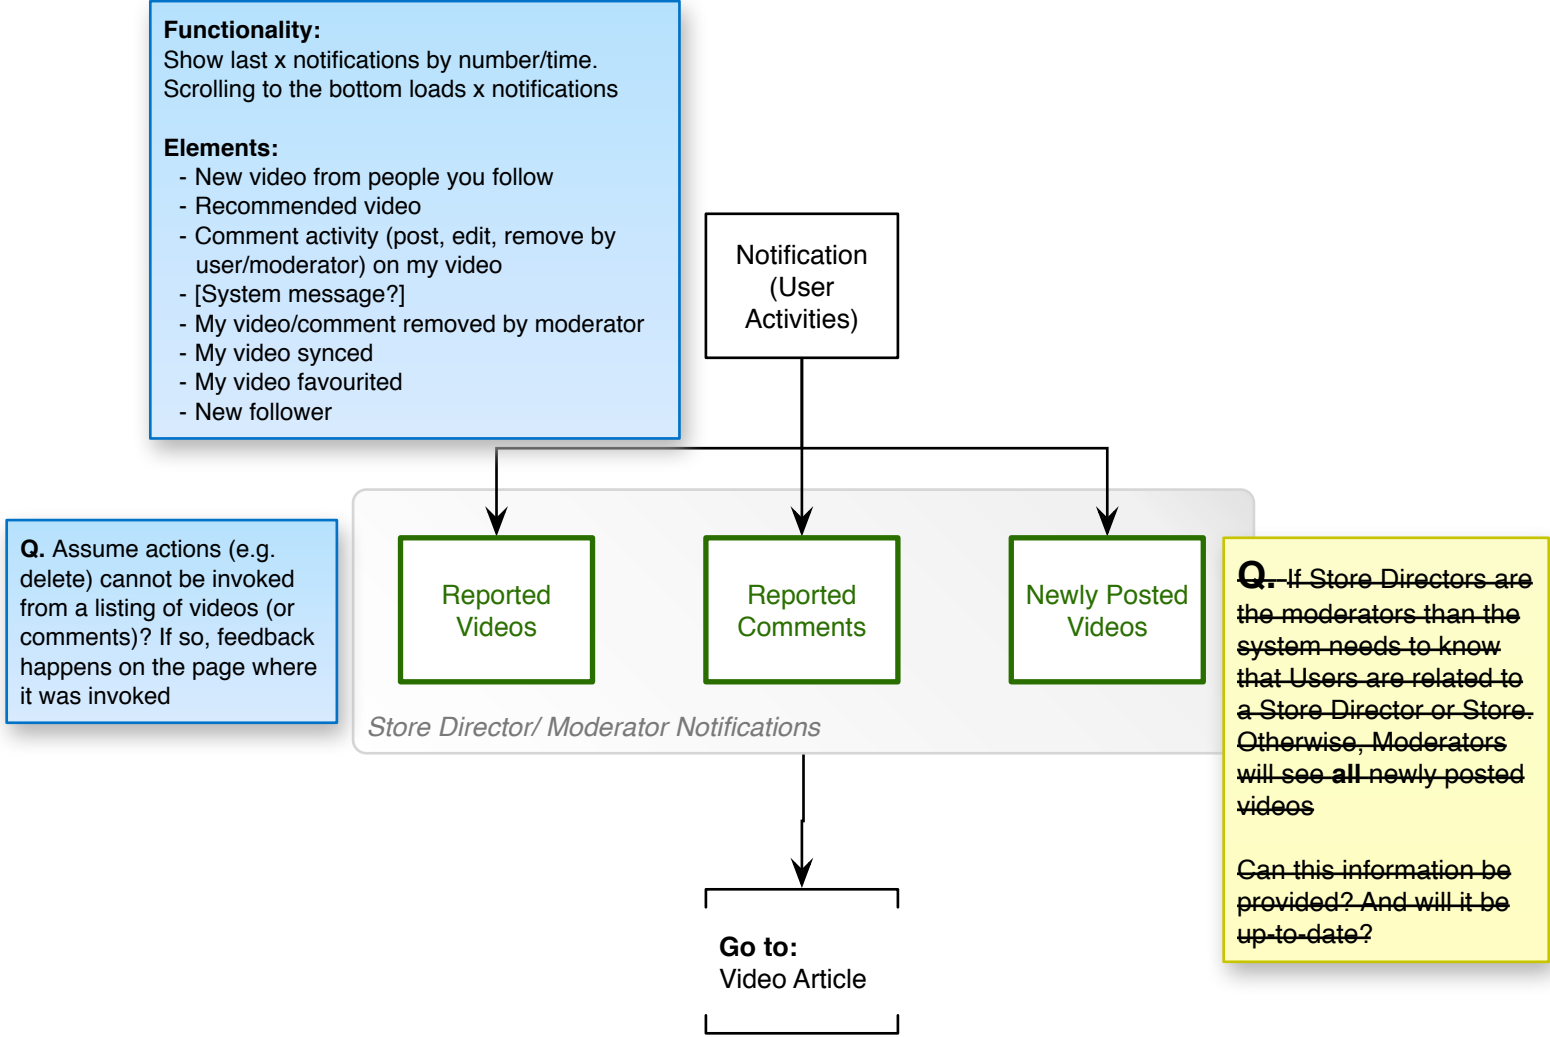 Functionality:
Show last x notifications by number/time.
Scrolling to the bottom loads x notifications
Elements:
- New video from people you follow
- Recommended video
- Comment activity (post, edit, remove by
user/moderator) on my video
- [System message?]
- My video/comment removed by moderator
- My video synced
- My video favourited
- New follower
Notification
(User
Activities)
Q. Assume actions (e.g.
delete) cannot be invoked
from a listing of videos (or
comments)? If so, feedback
happens on the page where
it was invoked
Reported
Videos
Reported
Comments
Newly Posted
Videos
Store Director/ Moderator Notifications
Q. If Store Directors are
the moderators than the
system needs to know
that Users are related to
a Store Director or Store.
Otherwise, Moderators
will see all newly posted
videos
Can this information be
provided? And will it be
up-to-date?
Go to:
Video Article